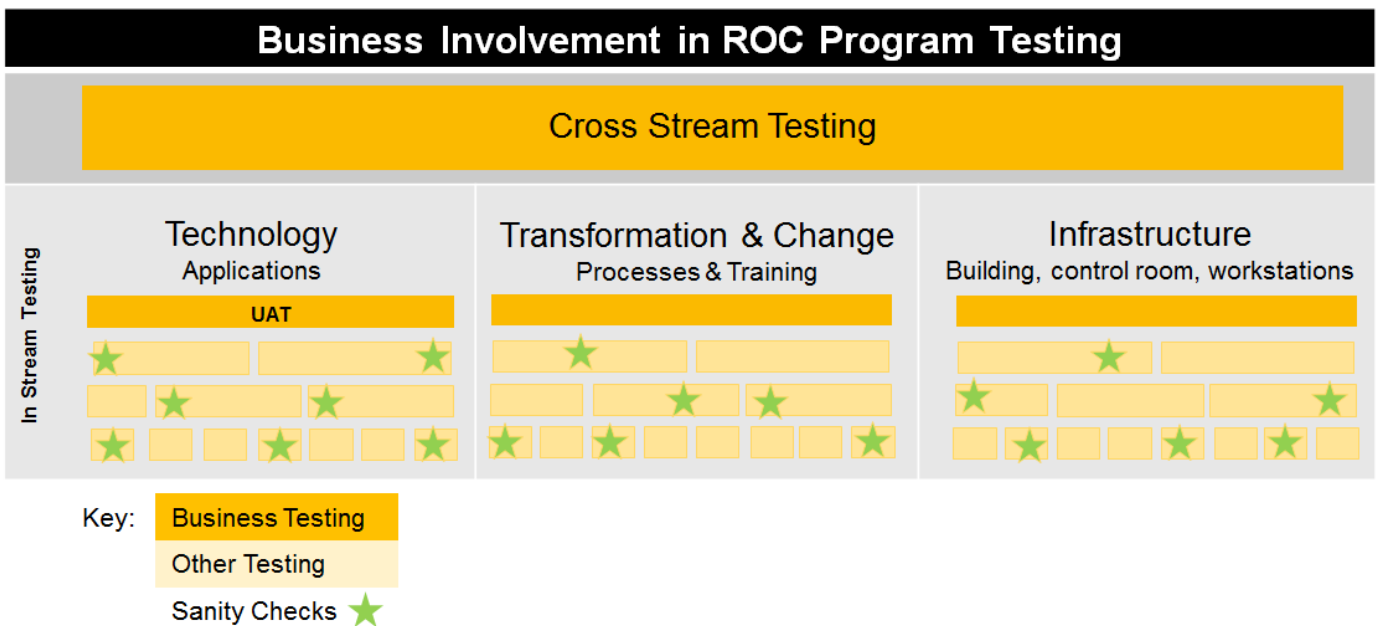 Business Involvement in ROC Program Testing
Cross Stream Testing
In Stream Testing
Technology
Applications
UAT
Transformation & Change
Processes & Training
Infrastructure
Building, control room, workstations
Key:
Business Testing
Other Testing
Sanity Checks